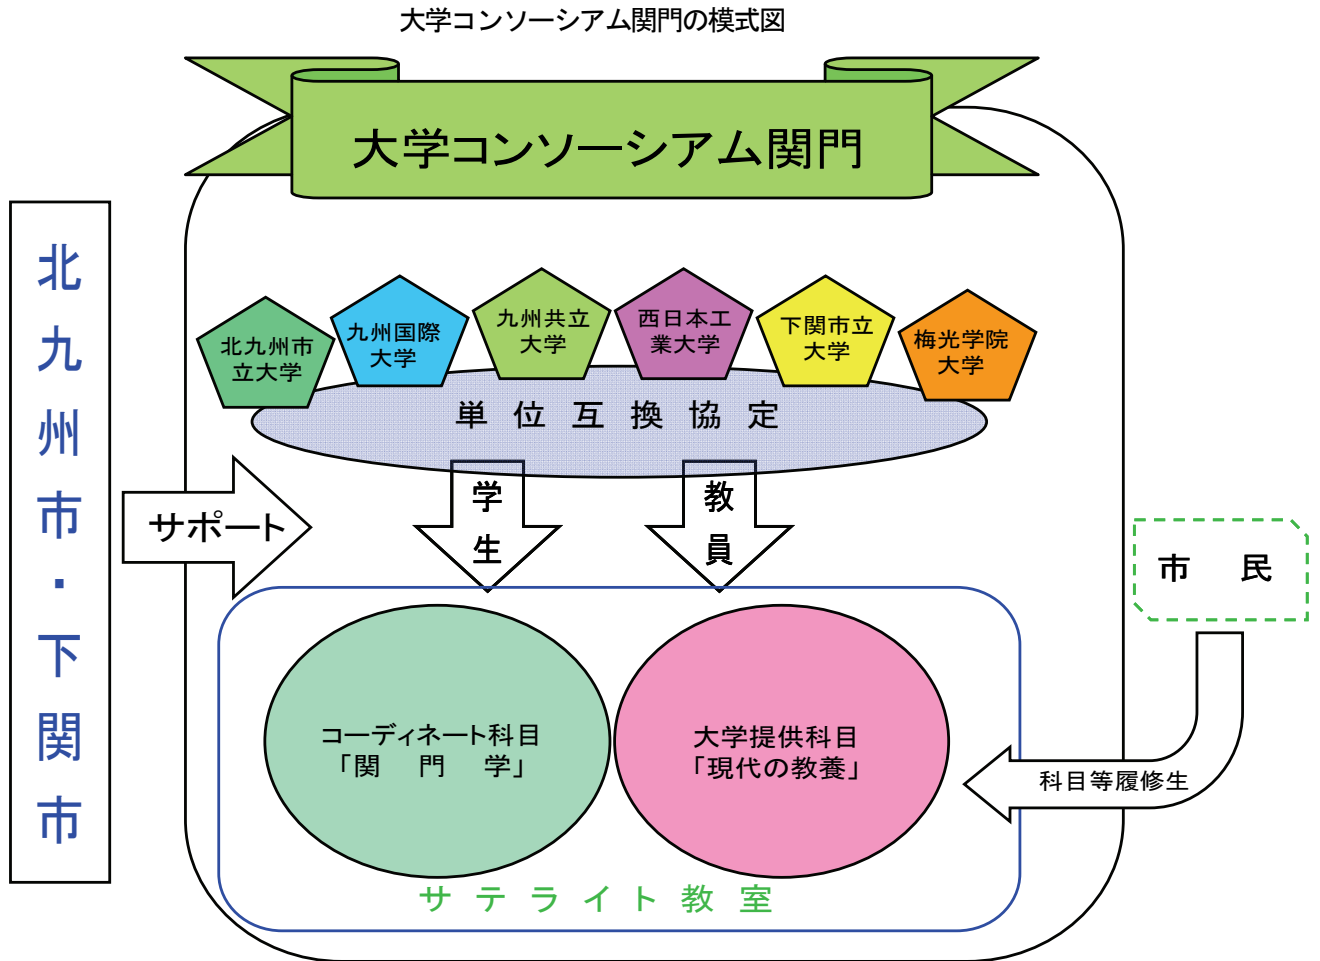 大学コンソーシアム関門の模式図
大学コンソーシアム関門
北九州市・下関市
北九州市
立大学
九州国際
大学
九州共立
大学
西日本工
業大学
下関市立
大学
梅光学院
大学
単位互換協定
サポート
学生
教員
市　民
コーディネート科目
「関　門　学」
大学提供科目
「現代の教養」
科目等履修生
サテライト教室